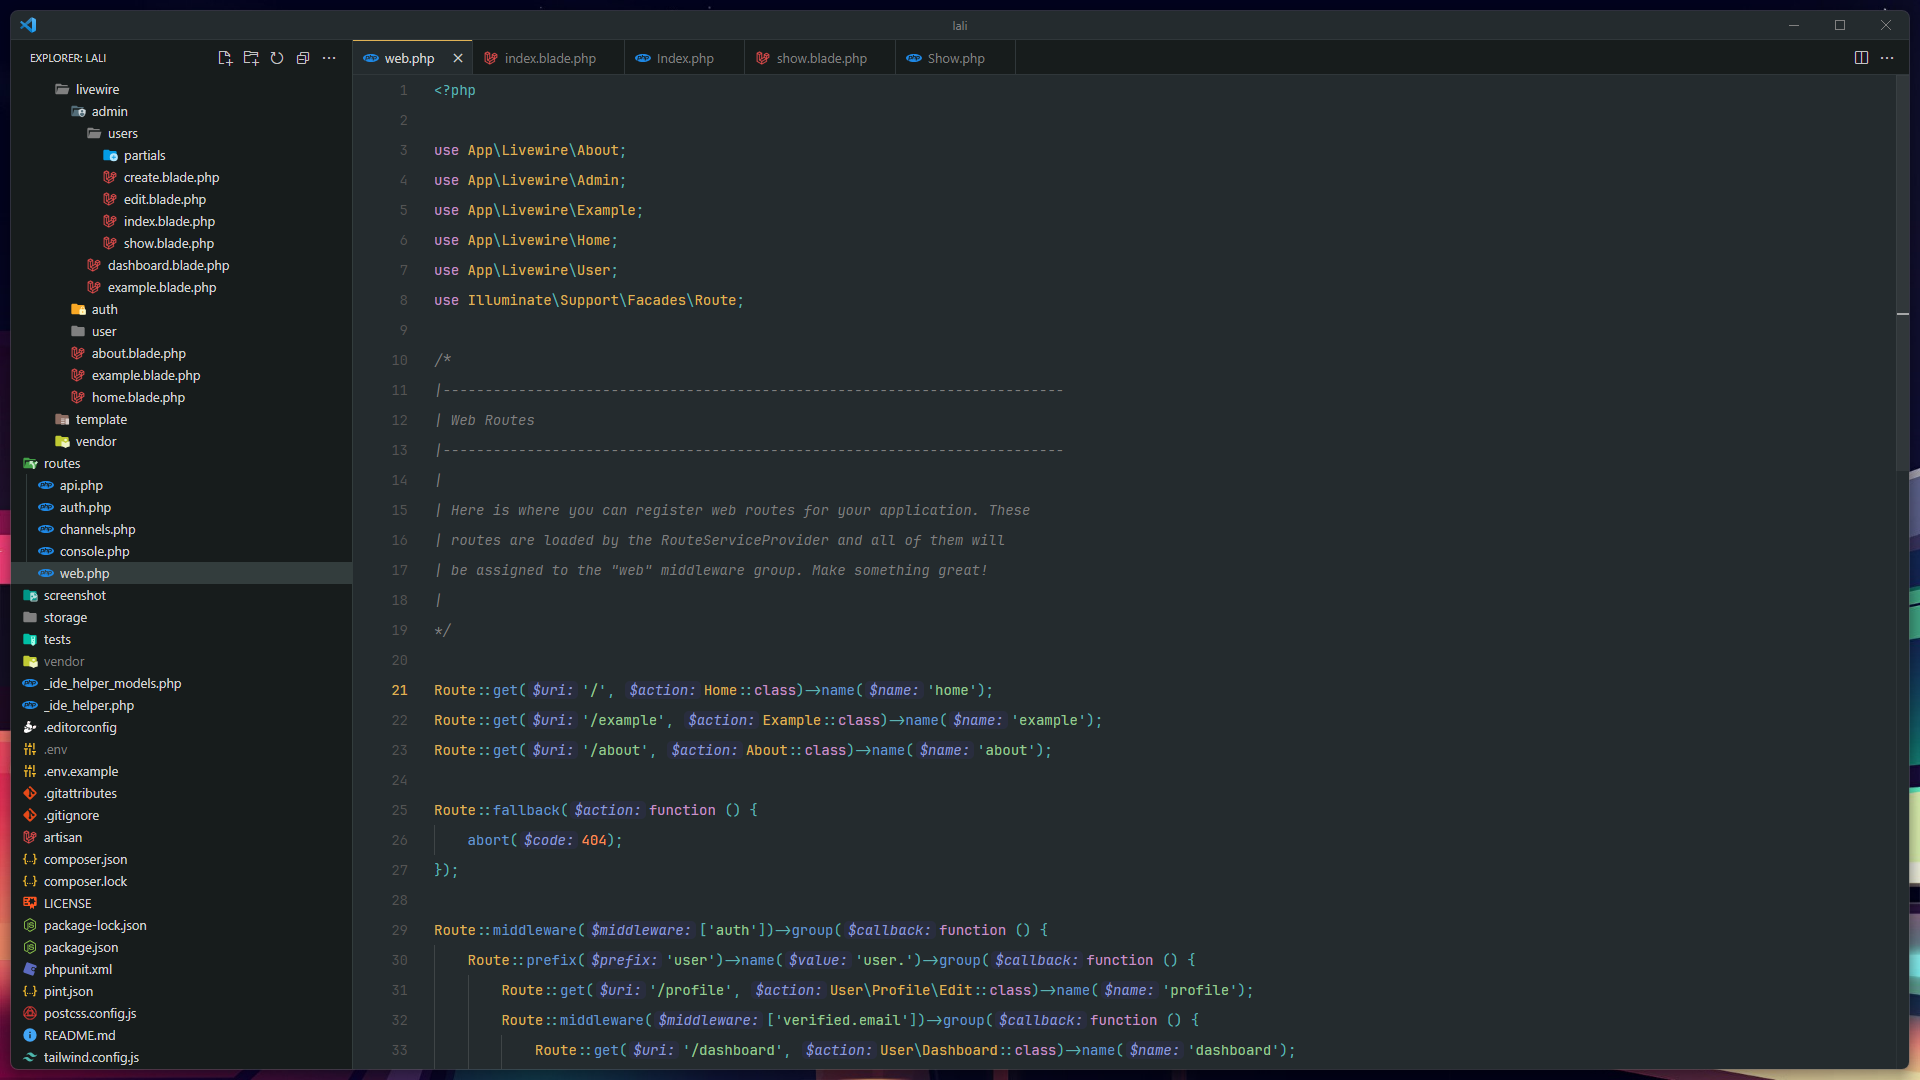 lali
EXPLORER: LALI
livewire
admin
users
partials
create.blade.php
edit.blade.php
index.blade.php
show.blade.php
dashboard.blade.php
example.blade.php
auth
user
about.blade.php
example.blade.php
home.blade.php
template
vendor
routes
api.php
auth.php
channels.php
console.php
web.php
screenshot
storage
tests
vendor
_ide_helper_models.php
_ide_helper.php
.editorconfig
.env
.env.example
.gitattributes
.gitignore
artisan
composer.json
composer.lock
LICENSE
package-lock.json
package.json
phpunit.xml
pint.json
postcss.config.js
README.md
tailwind.config.js
web.php index.blade.php Index.php show.blade.php Show.php
1 <?php
2
3 use App\Livewire\About;
4 use App\Livewire\Admin;
5 use App\Livewire\Example;
6 use App\Livewire\Home;
7 use App\Livewire\User;
8 use Illuminate\Support\Facades\Route;
9
10 /*
11 |--------------------------------------------------------------------------
12 | Web Routes
13 |--------------------------------------------------------------------------
14 |
15 | Here is where you can register web routes for your application. These
16 | routes are loaded by the RouteServiceProvider and all of them will
17 | be assigned to the "web" middleware group. Make something great!
18 |
19 */
20
21 Route::get( $uri: '/', $action: Home::class)->name( $name: 'home');
22 Route::get( $uri: '/example', $action: Example::class)->name( $name: 'example');
23 Route::get( $uri: '/about', $action: About::class)->name( $name: 'about');
24
25 Route::fallback( $action: function () {
26 abort( $code: 404);
27 });
28
29 Route::middleware( $middleware: ['auth'])->group( $callback: function () {
30 Route::prefix( $prefix: 'user')->name( $value: 'user.')->group( $callback: function () {
31 Route::get( $uri: '/profile', $action: User\Profile\Edit::class)->name( $name: 'profile');
32 Route::middleware( $middleware: ['verified.email'])->group( $callback: function () {
33 Route::get( $uri: '/dashboard', $action: User\Dashboard::class)->name( $name: 'dashboard');